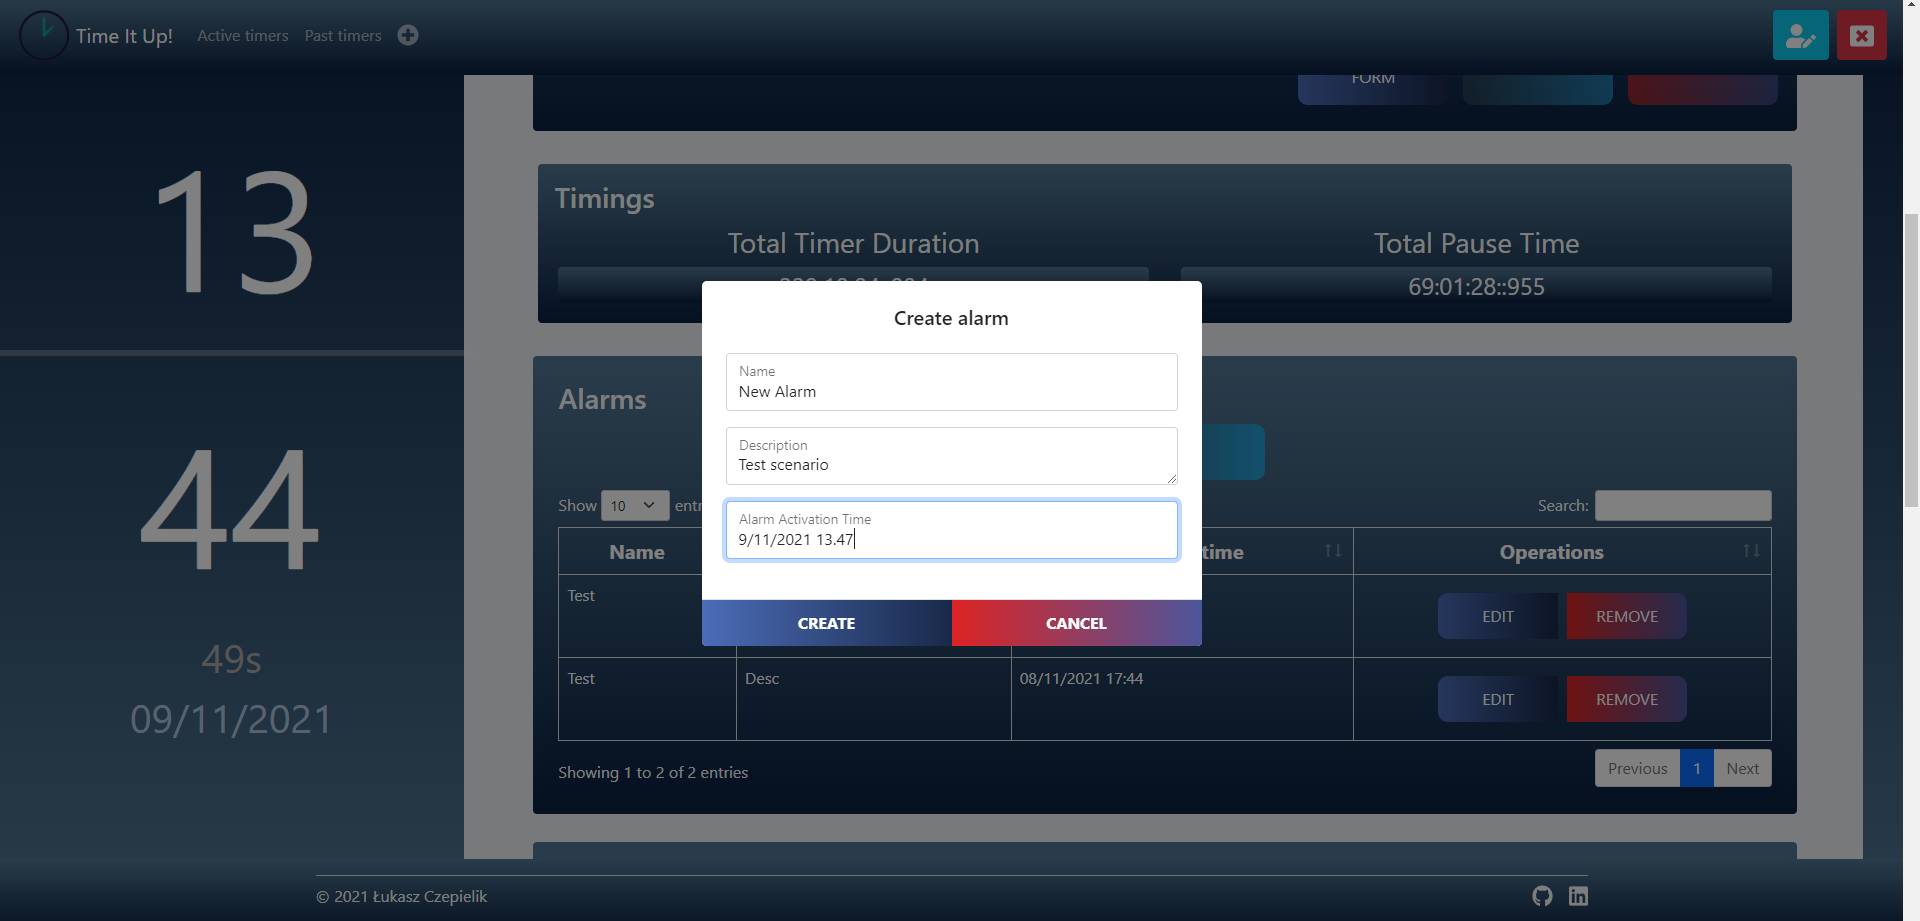 Time It Up! Active timers Past timers
FORM
13
44
49s
09/11/2021
Timings
Total Timer Duration Total Pause Time
69:01:28::955
Create alarm
Name
New Alarm
Description
Test scenario
Alarm Activation Time
9/11/2021 13.47
CREATE CANCEL
Alarms
Show 10 Search:
Name time Operations
Test EDIT REMOVE
Test Desc 08/11/2021 17:44 EDIT REMOVE
Showing 1 to 2 of 2 entries Previous 1 Next
© 2021 Łukasz Czepielik